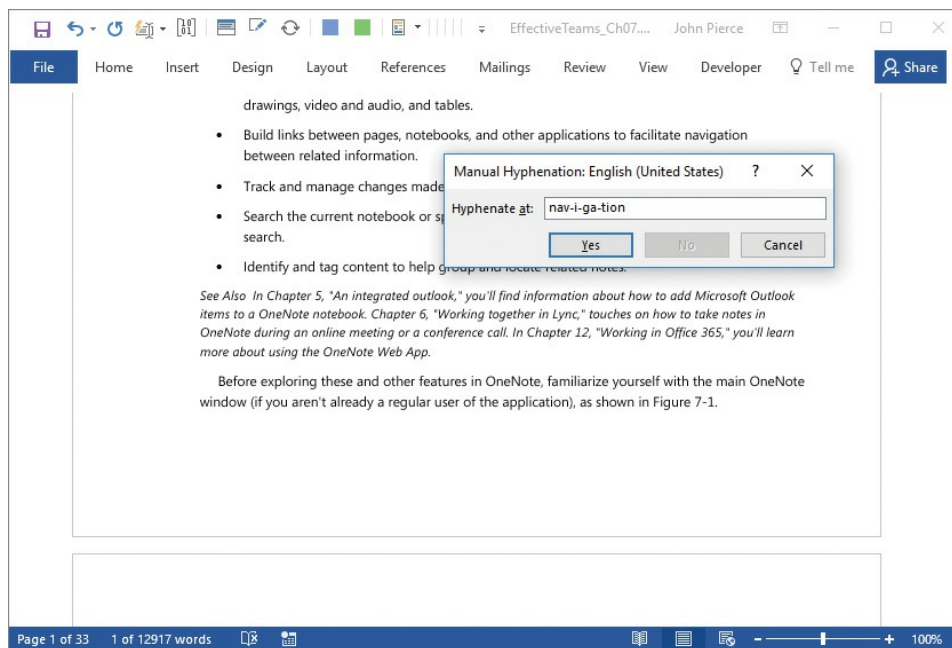 EffectiveTeams_Ch07.... John Pierce
File Home Insert Design Layout References Mailings Review View Developer Tell me Share
drawings, video and audio, and tables.
• Build links between pages, notebooks, and other applications to facilitate navigation
between related information.
Manual Hyphenation: English (United States) ?
• Track and manage changes made
Hyphenate at: nav-i-ga-tion
• Search the current notebook or
search.
Yes No Cancel
• Identify and tag content to help group and locate related notes.
See Also In Chapter 5, "An integrated outlook," you'll find information about how to add Microsoft Outlook
items to a OneNote notebook. Chapter 6, "Working together in Lync," touches on how to take notes in
OneNote during an online meeting or a conference call. In Chapter 12, "Working in Office 365," you'll learn
more about using the OneNote Web App.
Before exploring these and other features in OneNote, familiarize yourself with the main OneNote
window (if you aren't already a regular user of the application), as shown in Figure 7-1.
Page 1 of 33 1 of 12917 words 100%